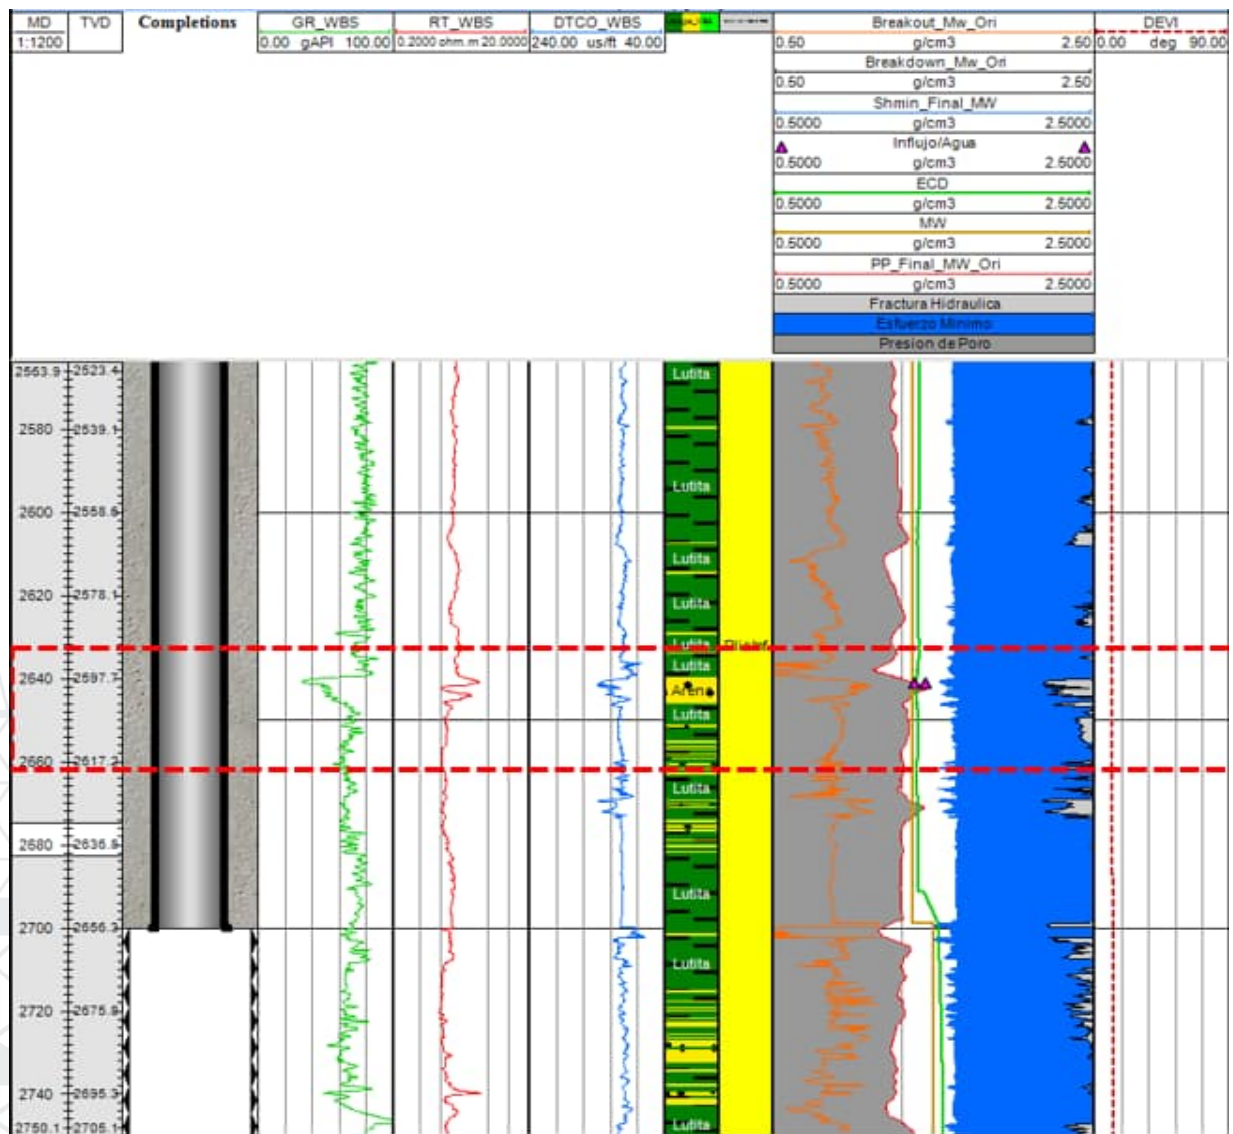 MD TVD Completions GR_WBS RT_WBS DTCO_WBS Breakout_Mw_Ori DEVI
1:1200 0.00 gAPI 100.00 0.2000 ohm.m 20.0000 240.00 us/ft 40.00 0.50 g/cm3 2.50 0.00 deg 90.00
Breakdown_Mw_Ori
0.50 g/cm3 2.50
Shmin_Final_MW
0.5000 g/cm3 2.5000
Influjo/Agua
0.5000 g/cm3 2.5000
ECD
0.5000 g/cm3 2.5000
MW
0.5000 g/cm3 2.5000
PP_Final_MW_Ori
0.5000 g/cm3 2.5000
Fractura Hidraulica
Esfuerzo Minimo
Presion de Poro
2563.9 2523.4 Lutita
2580 2539.1
Lutita
2600 2558.6
Lutita
2620 2578.1 Lutita
Lutita
Lutita
2640 2597.7
Arena
Lutita
2660 2617.2
Lutita
2680 2636.8
Lutita
2700 2656.3
Lutita
2720 2675.8
2740 2695.3
2750.1 2705.1 Lutita